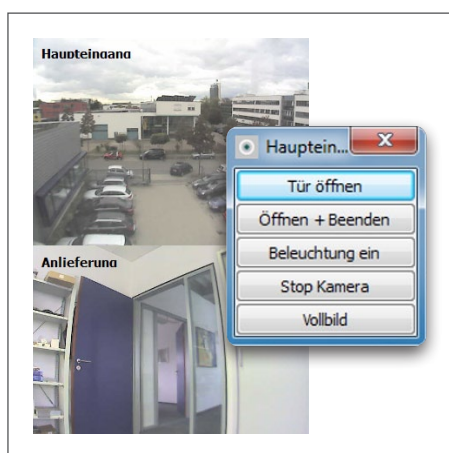 Haupteingang
Hauptein...
Tür öffnen
Öffnen + Beenden
Beleuchtung ein
Stop Kamera
Vollbild
Anlieferung